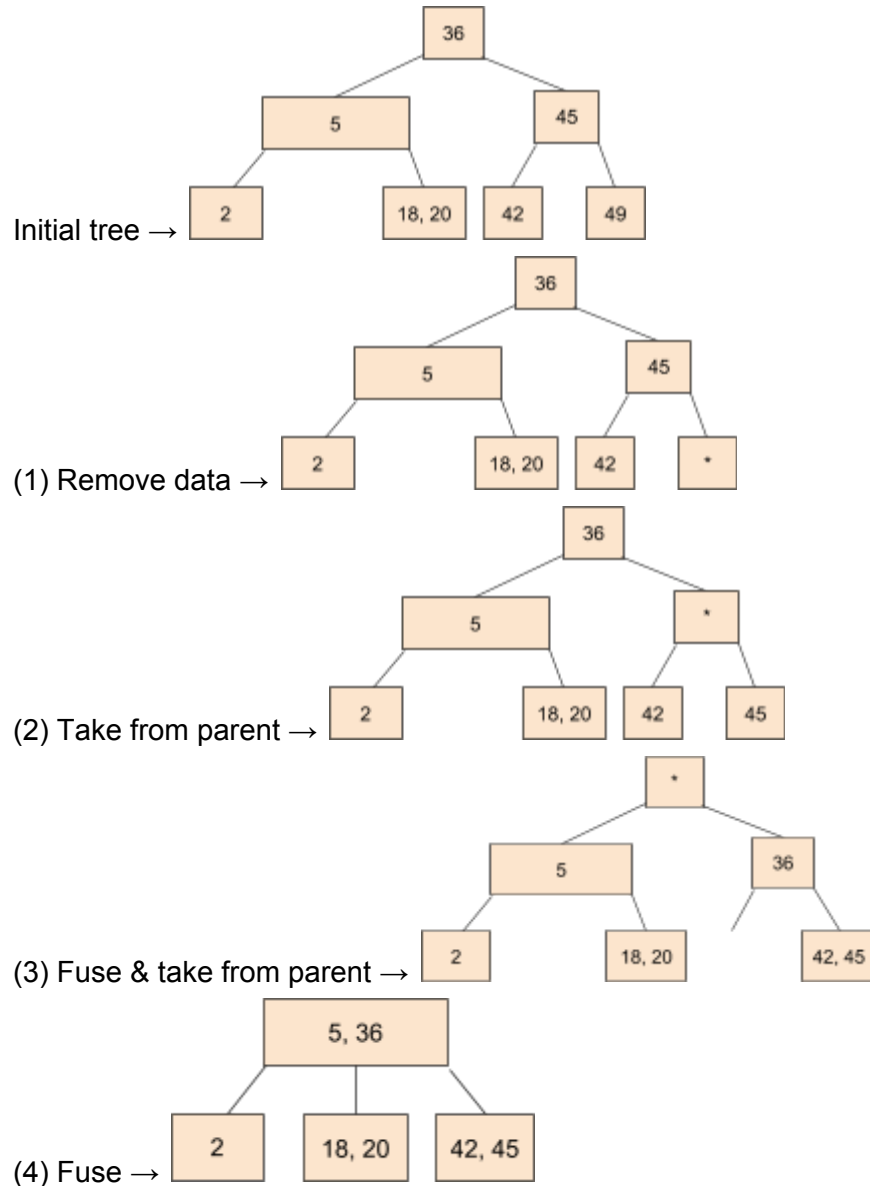 36
5 45
Initial tree → 2 18, 20 42 49
36
5 45
(1) Remove data → 2 18, 20 42 *
36
5 *
(2) Take from parent → 2 18, 20 42 45
*
5 36
(3) Fuse & take from parent → 2 18, 20 42, 45
5, 36
(4) Fuse → 2 18, 20 42, 45